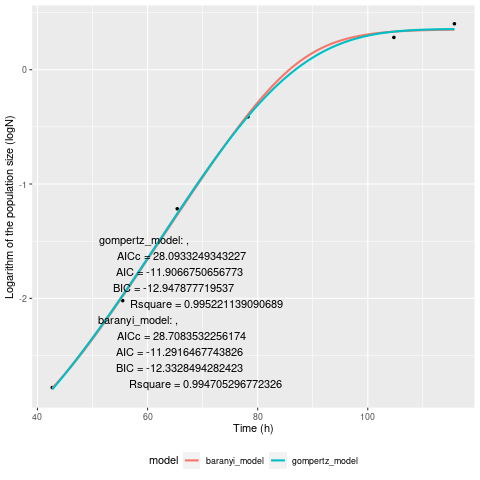 0
-1
-2
Logarithm of the population size (logN)
gompertz_model: ,
AICc = 28.0933249343227
AIC = -11.9066750656773
BIC = -12.947877719537
Rsquare = 0.995221139090689
baranyi_model: ,
AICc = 28.7083532256174
AIC = -11.2916467743826
BIC = -12.3328494282423
Rsquare = 0.994705296772326
40 60 80 100
Time (h)
model baranyi_model gompertz_model